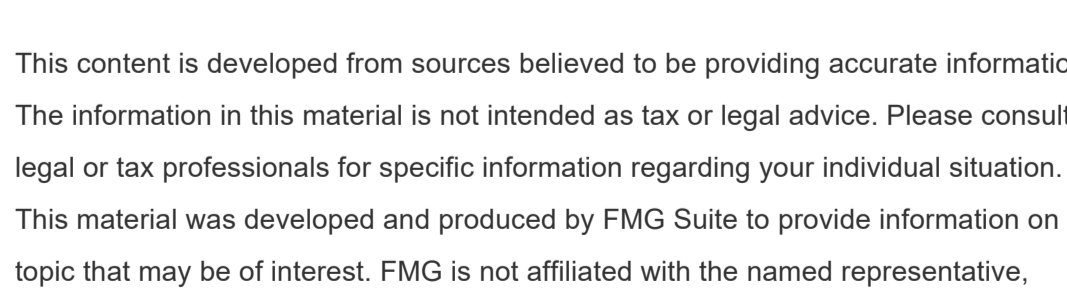 This content is developed from sources believed to be providing accurate informatio
The information in this material is not intended as tax or legal advice. Please consult
legal or tax professionals for specific information regarding your individual situation.
This material was developed and produced by FMG Suite to provide information on
topic that may be of interest. FMG is not affiliated with the named representative,